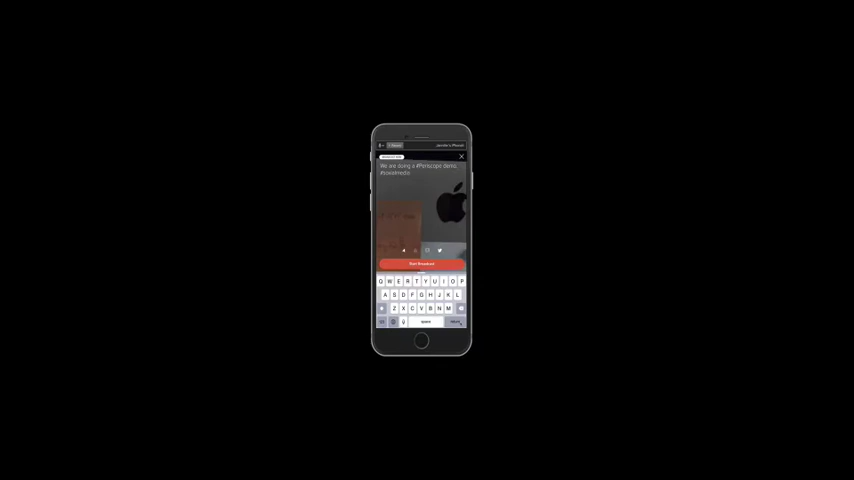 We are doing a #Periscope demo.
#socialmedia
Start Broadcast
Q W E R T Y U I O P
A S D F G H J K L
Z X C V B N M
space